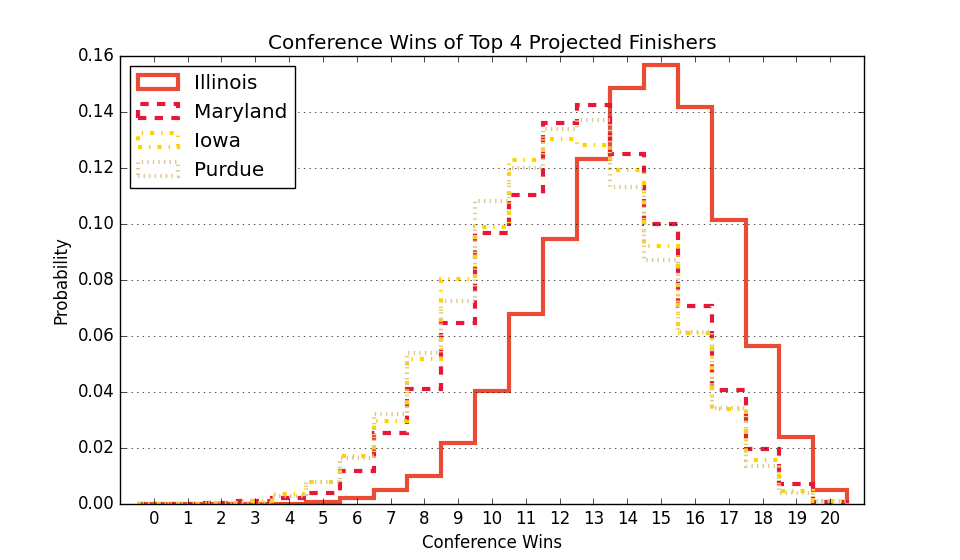 Conference Wins of Top 4 Projected Finishers
0.16
0.14
0.12
0.10
0.08
0.06
0.04
0.02
0.00
Probability
Illinois
Maryland
Iowa
Purdue
0 1 2 3 4 5 6 7 8 9 10 11 12 13 14 15 16 17 18 19 20
Conference Wins